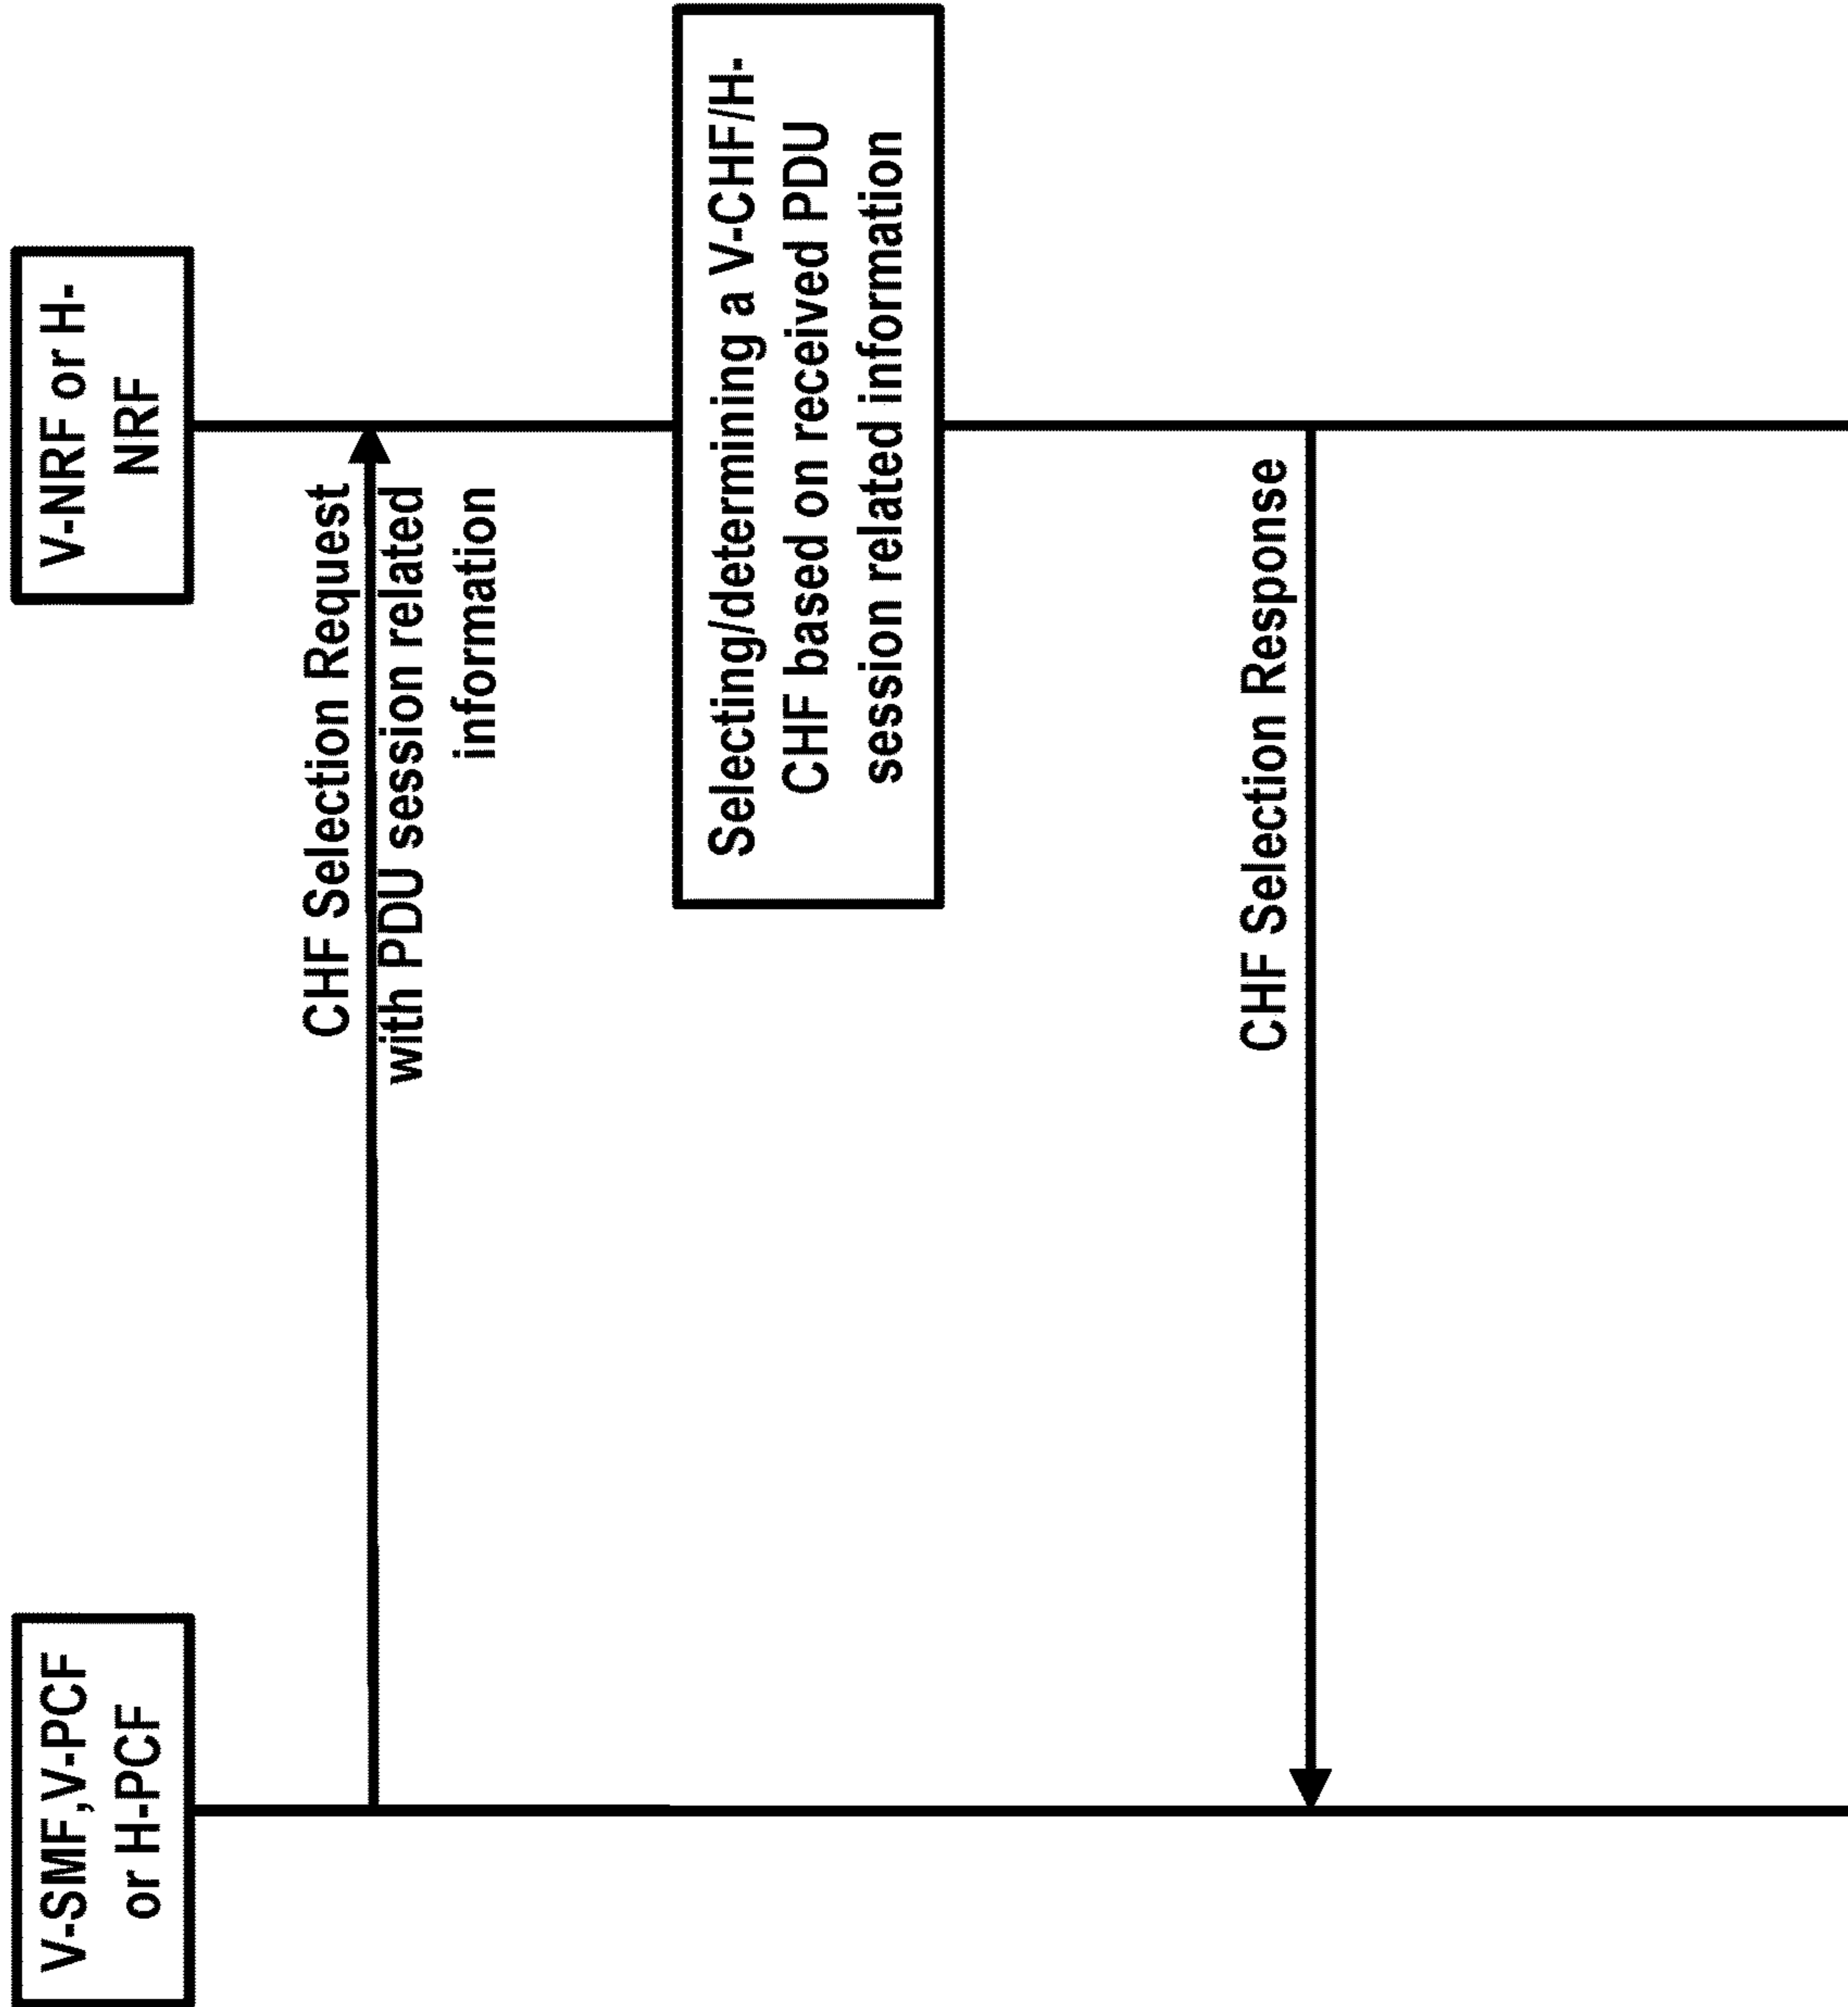 V-SMF,V-PCF
or H-PCF
V-NRF or H-
NRF
CHF Selection Request
with PDU session related
information
Selecting/determining a V-CHF/H-
CHF based on received PDU
session related information
CHF Selection Response